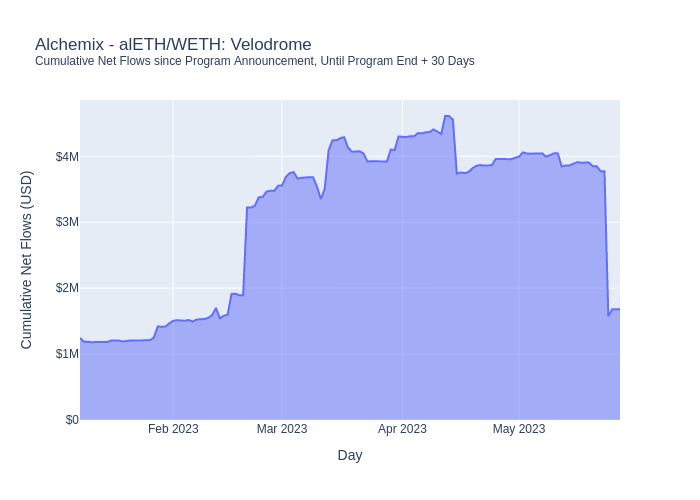 Alchemix - alETH/WETH: Velodrome
Cumulative Net Flows since Program Announcement, Until Program End + 30 Days
Cumulative Net Flows (USD)
$4M
$3M
$2M
$1M
$0
Feb 2023
Mar 2023
Apr 2023
May 2023
Day